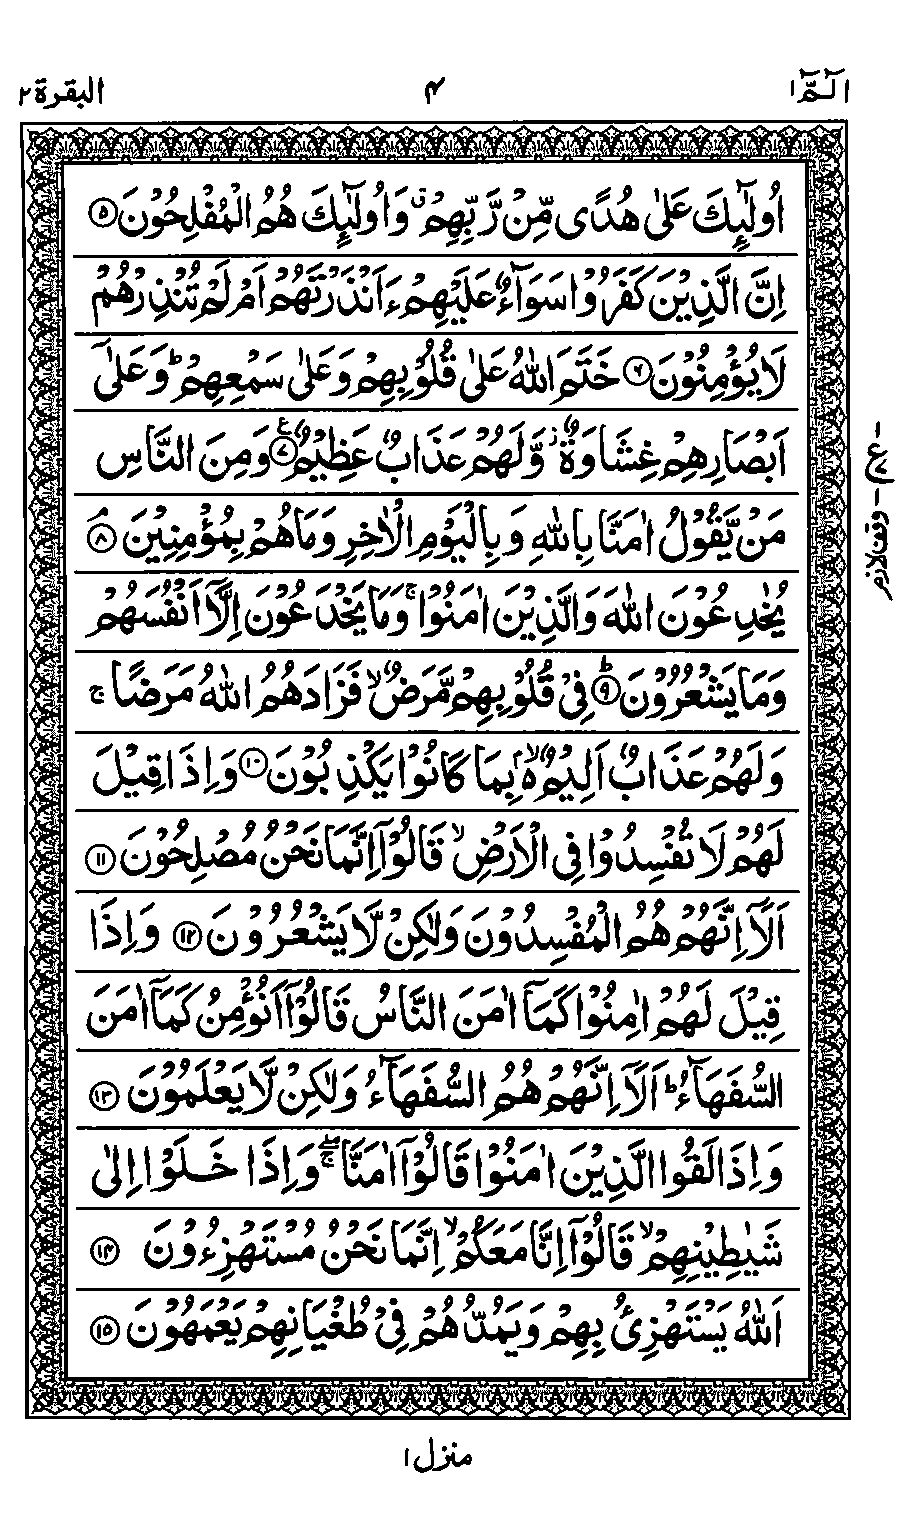 الٓمّٓ ١
٤
البقرة ٢
اُولٰٓئِكَ عَلٰى هُدًى مِّنْ رَّبِّهِمْ ۗ وَاُولٰٓئِكَ هُمُ الْمُفْلِحُوْنَ ﴿٥﴾
اِنَّ الَّذِيْنَ كَفَرُوْا سَوَآءٌ عَلَيْهِمْ ءَاَنْذَرْتَهُمْ اَمْ لَمْ تُنْذِرْهُمْ
لَا يُؤْمِنُوْنَ ﴿٦﴾ خَتَمَ اللّٰهُ عَلٰى قُلُوْبِهِمْ وَعَلٰى سَمْعِهِمْ ؕ وَعَلٰٓى
اَبْصَارِهِمْ غِشَاوَةٌ ؗ وَّلَهُمْ عَذَابٌ عَظِيْمٌ ﴿٧﴾ ع وَمِنَ النَّاسِ
مَنْ يَّقُوْلُ اٰمَنَّا بِاللّٰهِ وَبِالْيَوْمِ الْاٰخِرِ وَمَا هُمْ بِمُؤْمِنِيْنَ ۘ ﴿٨﴾
يُخٰدِعُوْنَ اللّٰهَ وَالَّذِيْنَ اٰمَنُوْا ۚ وَمَا يَخْدَعُوْنَ اِلَّاۤ اَنْفُسَهُمْ
وَمَا يَشْعُرُوْنَ ؕ ﴿٩﴾ فِيْ قُلُوْبِهِمْ مَّرَضٌ ۙ فَزَادَهُمُ اللّٰهُ مَرَضًا ۚ
وَلَهُمْ عَذَابٌ اَلِيْمٌۢ ۙ بِمَا كَانُوْا يَكْذِبُوْنَ ﴿١٠﴾ وَاِذَا قِيْلَ
لَهُمْ لَا تُفْسِدُوْا فِى الْاَرْضِ ۙ قَالُوْۤا اِنَّمَا نَحْنُ مُصْلِحُوْنَ ﴿١١﴾
اَلَاۤ اِنَّهُمْ هُمُ الْمُفْسِدُوْنَ وَلٰكِنْ لَّا يَشْعُرُوْنَ ﴿١٢﴾ وَاِذَا
قِيْلَ لَهُمْ اٰمِنُوْا كَمَاۤ اٰمَنَ النَّاسُ قَالُوْۤا اَنُؤْمِنُ كَمَاۤ اٰمَنَ
السُّفَهَآءُ ؕ اَلَاۤ اِنَّهُمْ هُمُ السُّفَهَآءُ وَلٰكِنْ لَّا يَعْلَمُوْنَ ﴿١٣﴾
وَاِذَا لَقُوا الَّذِيْنَ اٰمَنُوْا قَالُوْۤا اٰمَنَّا ۖۚ وَاِذَا خَلَوْا اِلٰى
شَيٰطِيْنِهِمْ ۙ قَالُوْۤا اِنَّا مَعَكُمْ ۙ اِنَّمَا نَحْنُ مُسْتَهْزِءُوْنَ ﴿١٤﴾
اَللّٰهُ يَسْتَهْزِئُ بِهِمْ وَيَمُدُّهُمْ فِيْ طُغْيَانِهِمْ يَعْمَهُوْنَ ﴿١٥﴾
وقف لازم
منزل ١